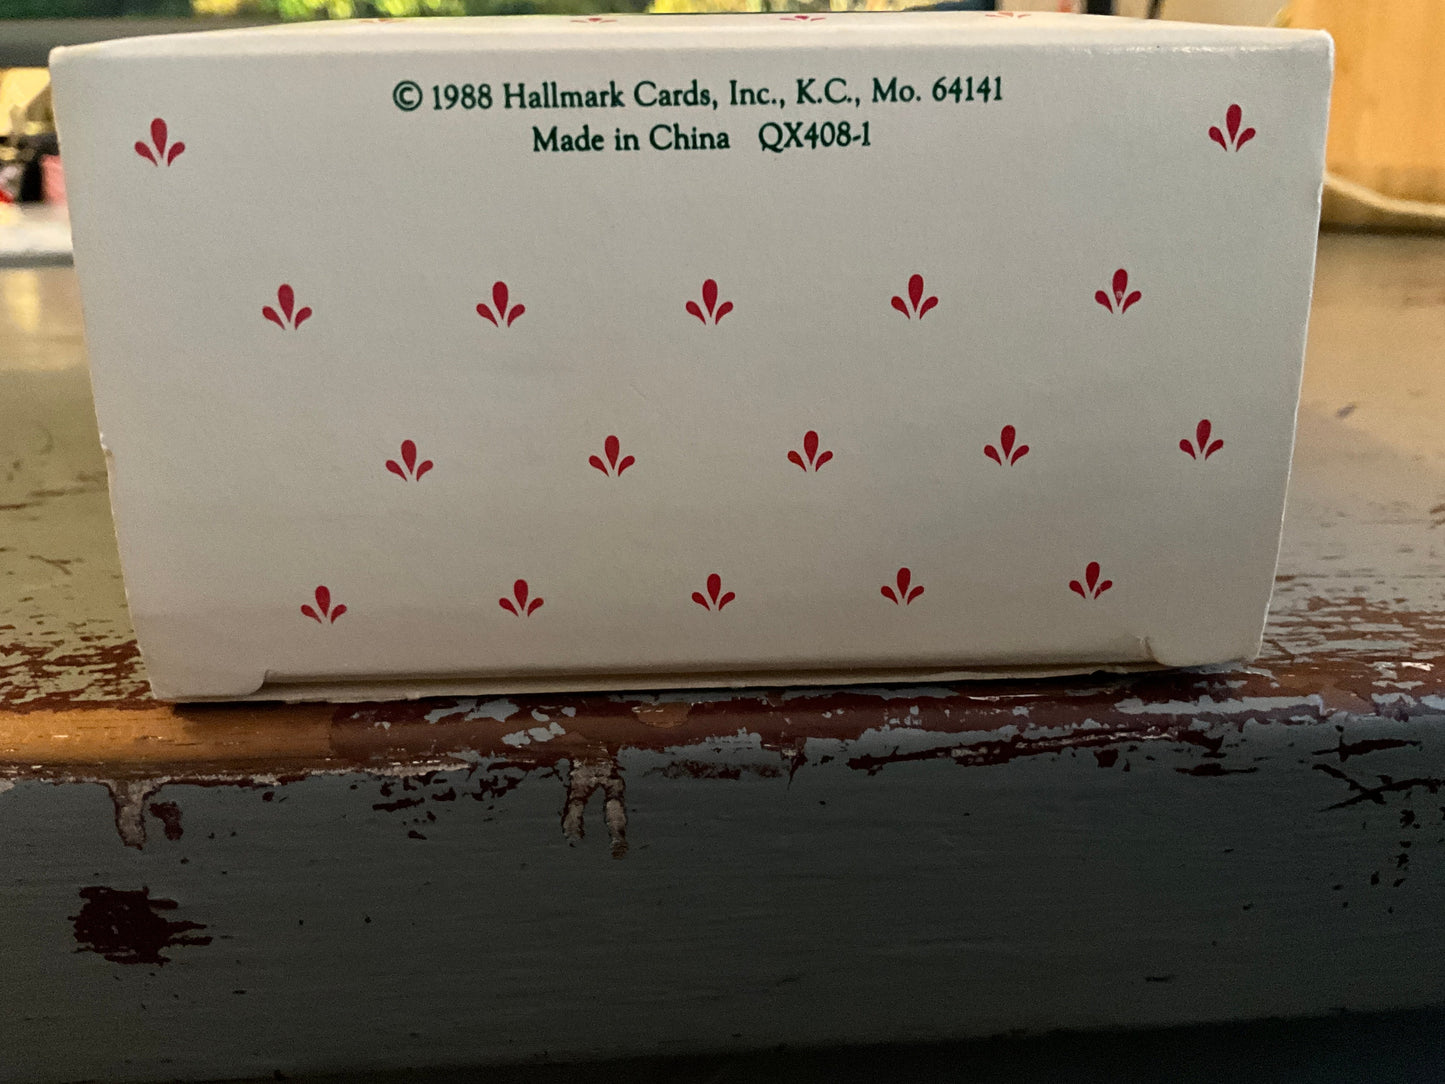 © 1988 Hallmark Cards, Inc., K.C., Mo. 64141
Made in China QX408-1